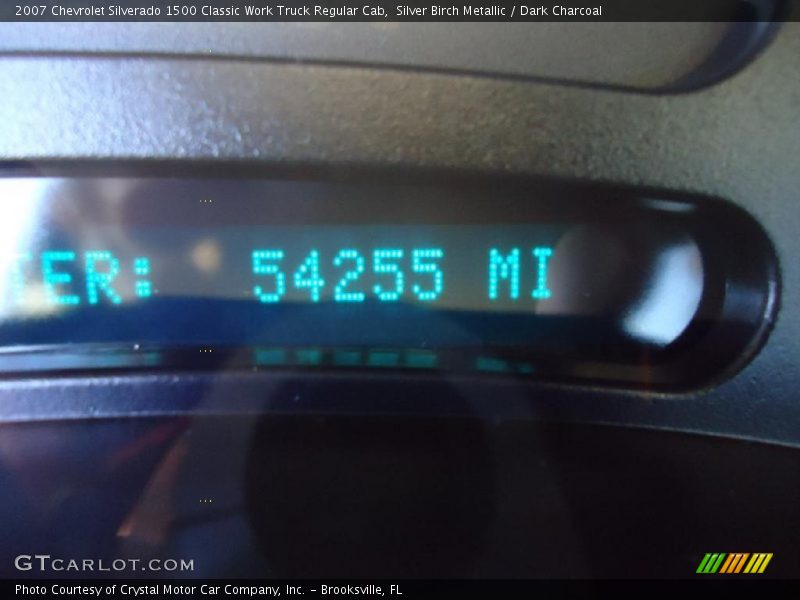 2007 Chevrolet Silverado 1500 Classic Work Truck Regular Cab,  Silver Birch Metallic / Dark Charcoal
TER: 54255 MI
GTCARLOT.COM
Photo Courtesy of Crystal Motor Car Company, Inc. – Brooksville, FL